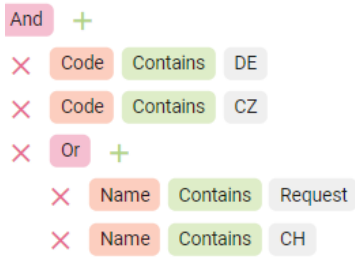 And
Code Contains DE
Code Contains CZ
Or
Name Contains Request
Name Contains CH